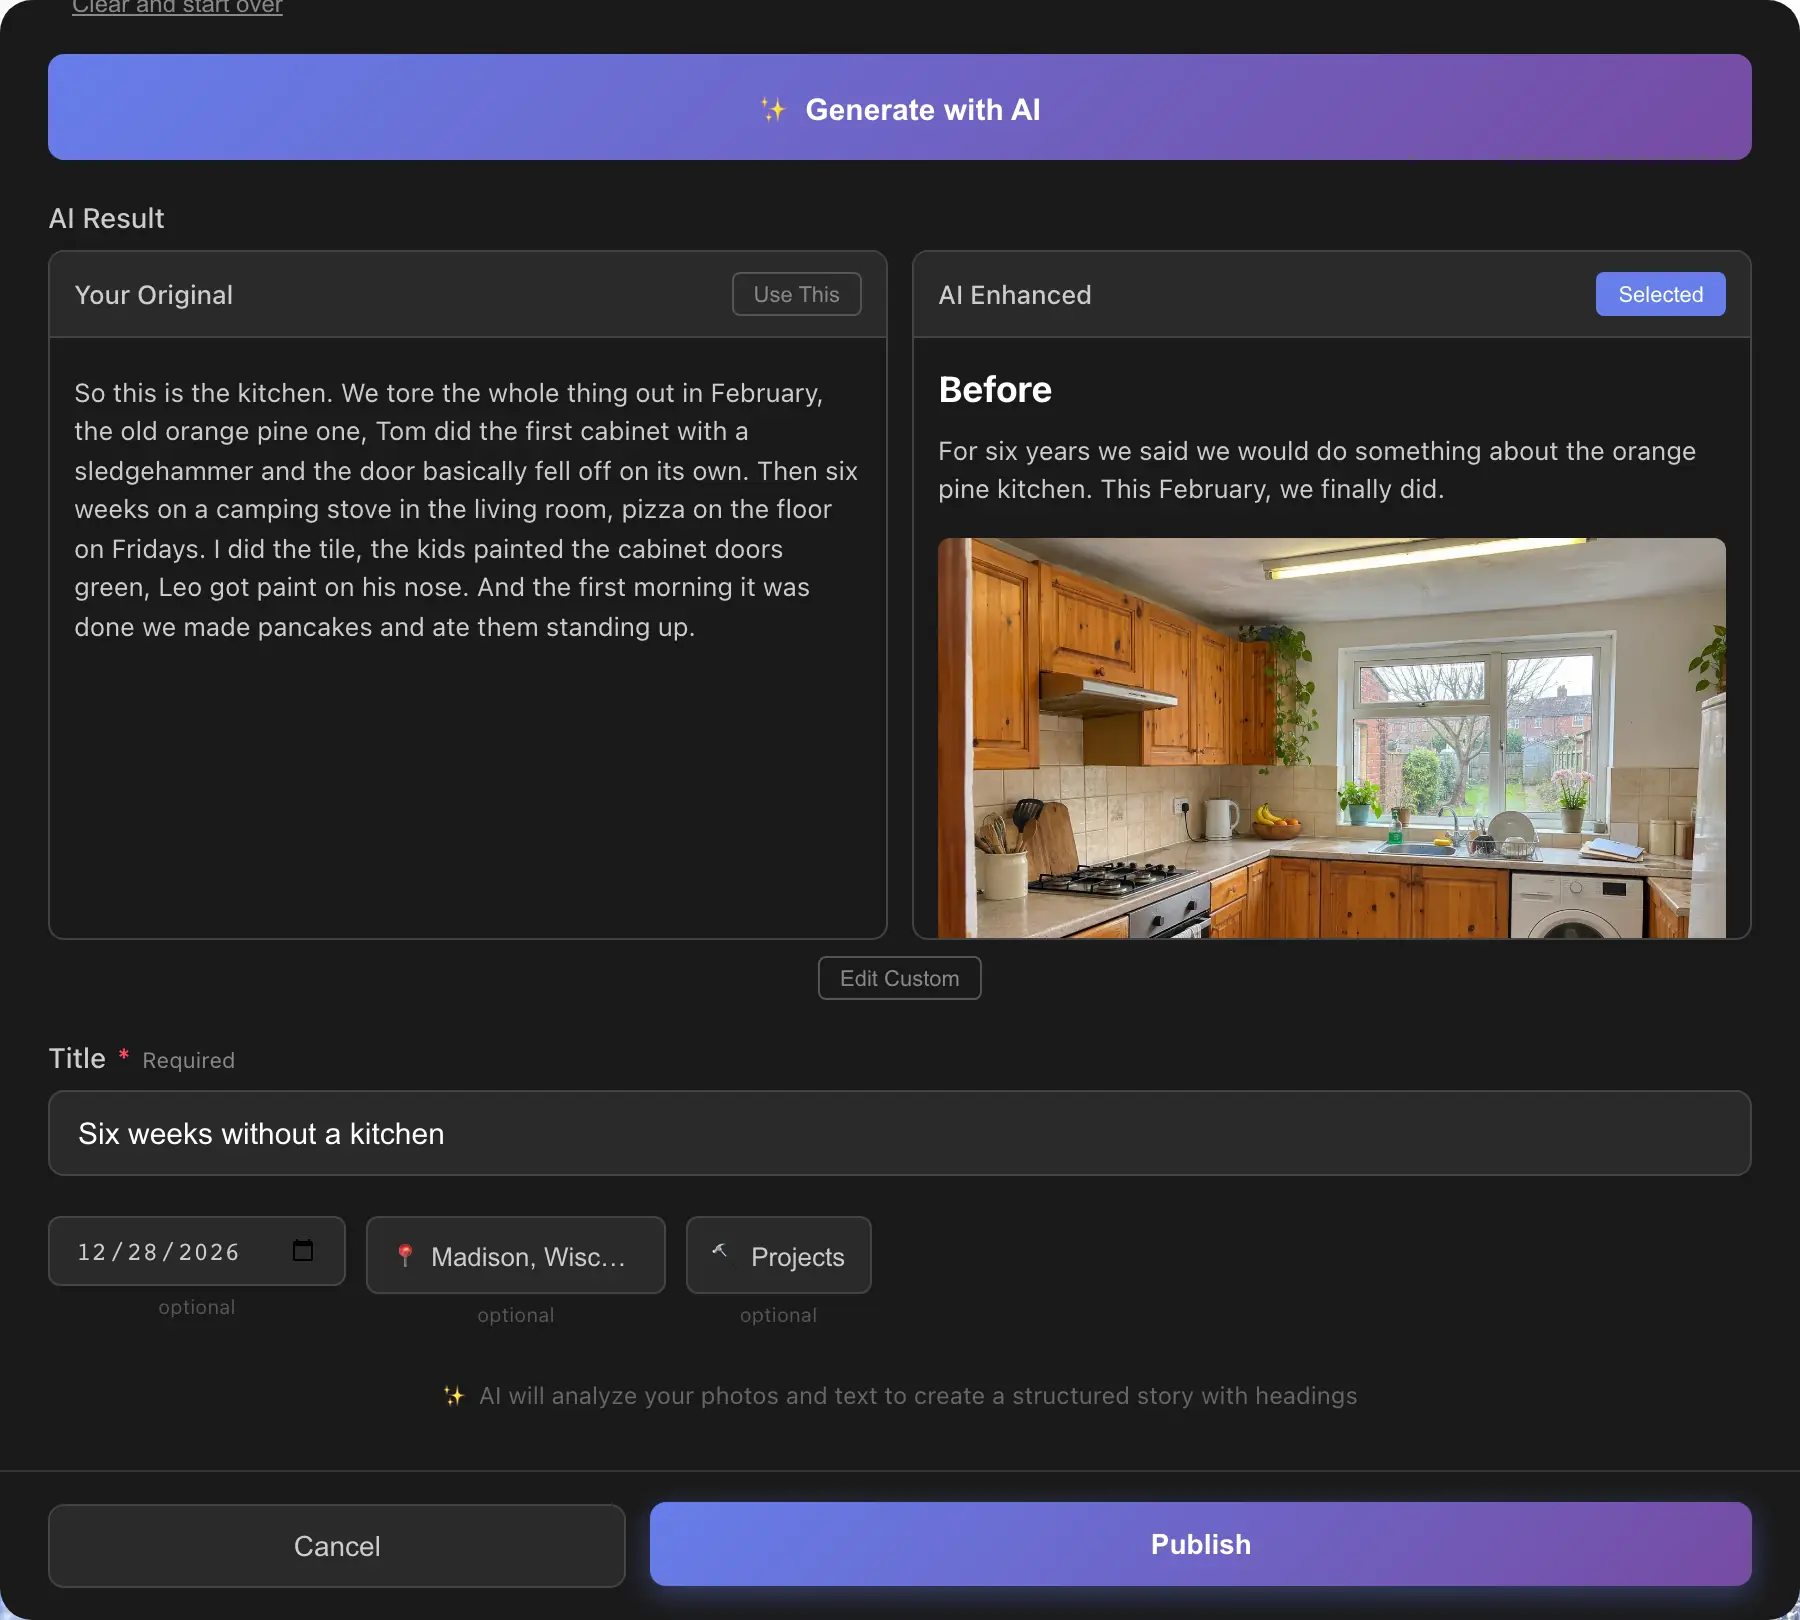 Clear and start over
✨ Generate with AI
AI Result
Your Original
Use This
So this is the kitchen. We tore the whole thing out in February,
the old orange pine one, Tom did the first cabinet with a
sledgehammer and the door basically fell off on its own. Then six
weeks on a camping stove in the living room, pizza on the floor
on Fridays. I did the tile, the kids painted the cabinet doors
green, Leo got paint on his nose. And the first morning it was
done we made pancakes and ate them standing up.
AI Enhanced
Selected
Before
For six years we said we would do something about the orange
pine kitchen. This February, we finally did.
Edit Custom
Title * Required
Six weeks without a kitchen
12/28/2026
optional
📍 Madison, Wisc...
optional
⛏ Projects
optional
✨ AI will analyze your photos and text to create a structured story with headings
Cancel
Publish